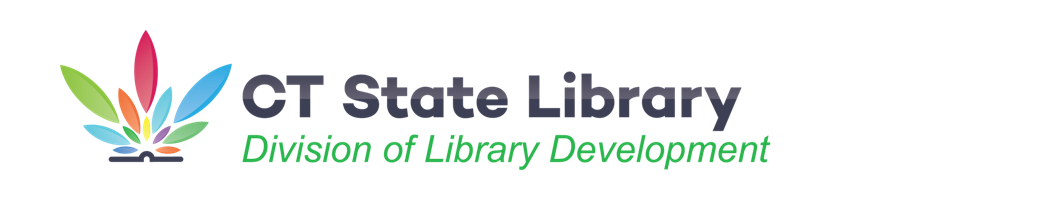 CT State Library
Division of Library Development